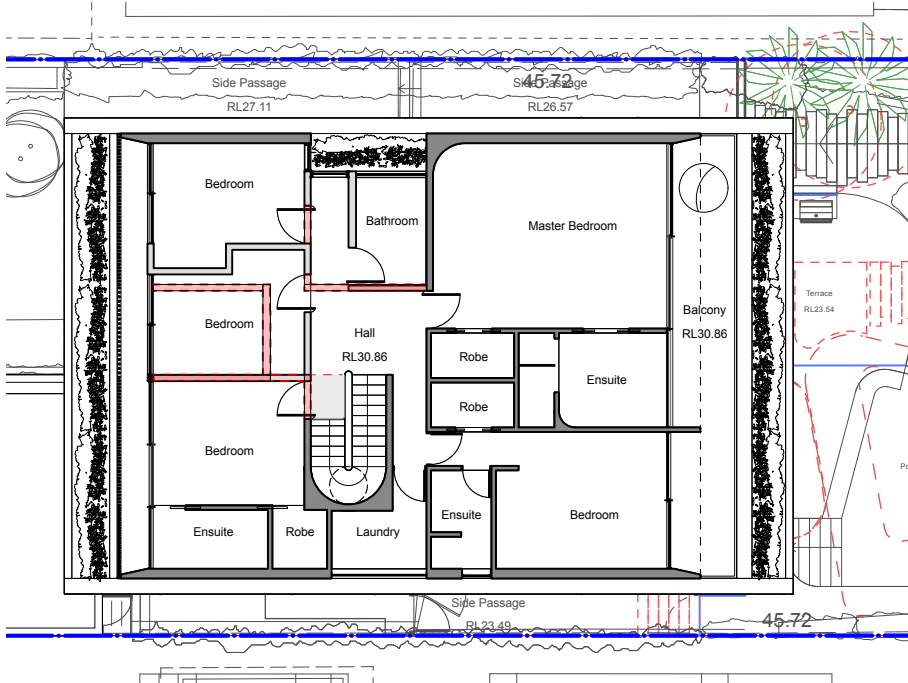 45.72
Side Passage
Side Passage
RL27.11
RL26.57
Bedroom
Bathroom
Master Bedroom
Terrace
RL23.54
Balcony
RL30.86
Bedroom
Hall
RL30.86
Robe
Ensuite
Robe
Bedroom
Ensuite
Robe
Laundry
Ensuite
Bedroom
Side Passage
RL23.49
45.72